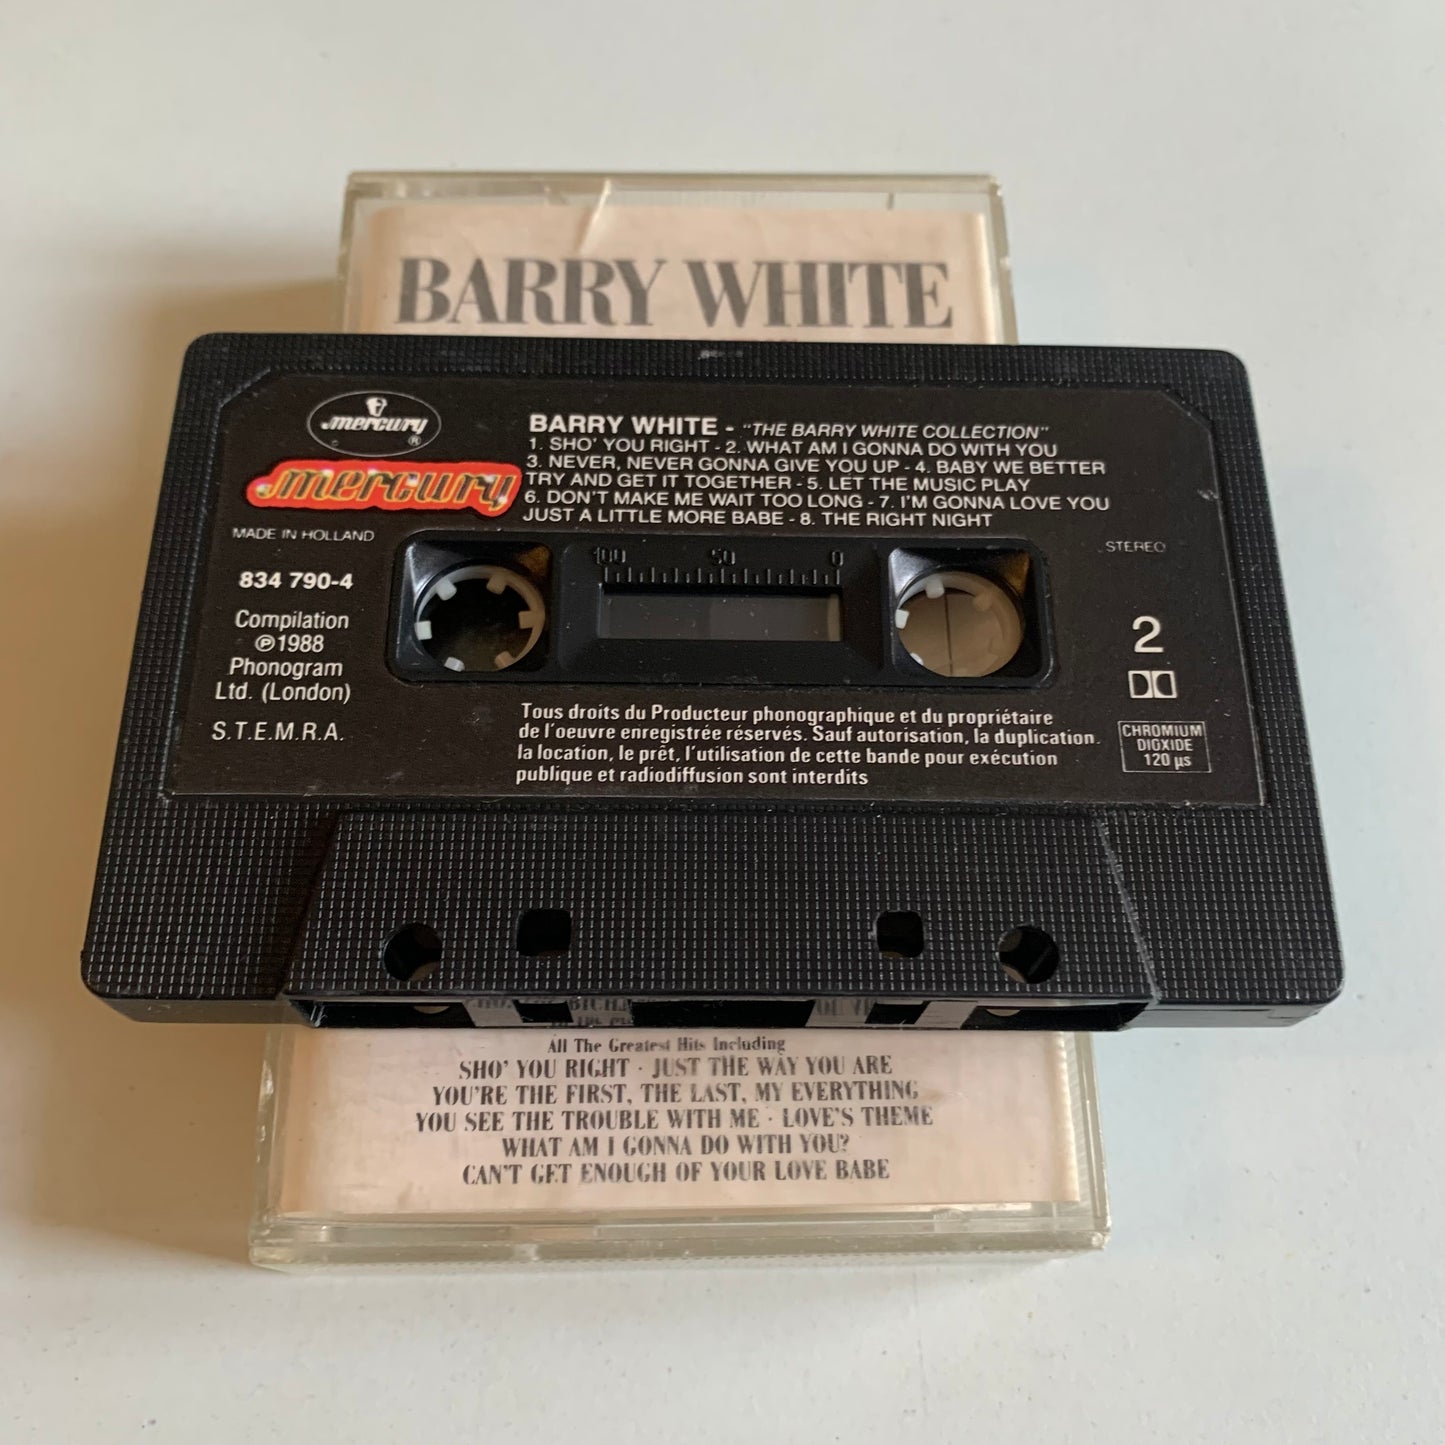 BARRY WHITE
mercury
®
mercury
BARRY WHITE - "THE BARRY WHITE COLLECTION"
1. SHO' YOU RIGHT - 2. WHAT AM I GONNA DO WITH YOU
3. NEVER, NEVER GONNA GIVE YOU UP - 4. BABY WE BETTER
TRY AND GET IT TOGETHER - 5. LET THE MUSIC PLAY
6. DON'T MAKE ME WAIT TOO LONG - 7. I'M GONNA LOVE YOU
JUST A LITTLE MORE BABE - 8. THE RIGHT NIGHT
MADE IN HOLLAND
834 790-4
Compilation
℗1988
Phonogram
Ltd. (London)
S.T.E.M.R.A.
100 50 0
STEREO
2
CHROMIUM
DIOXIDE
120 µs
Tous droits du Producteur phonographique et du propriétaire
de l'oeuvre enregistrée réservés. Sauf autorisation, la duplication.
la location, le prêt, l'utilisation de cette bande pour exécution
publique et radiodiffusion sont interdits
All The Greatest Hits Including
SHO' YOU RIGHT · JUST THE WAY YOU ARE
YOU'RE THE FIRST, THE LAST, MY EVERYTHING
YOU SEE THE TROUBLE WITH ME · LOVE'S THEME
WHAT AM I GONNA DO WITH YOU?
CAN'T GET ENOUGH OF YOUR LOVE BABE